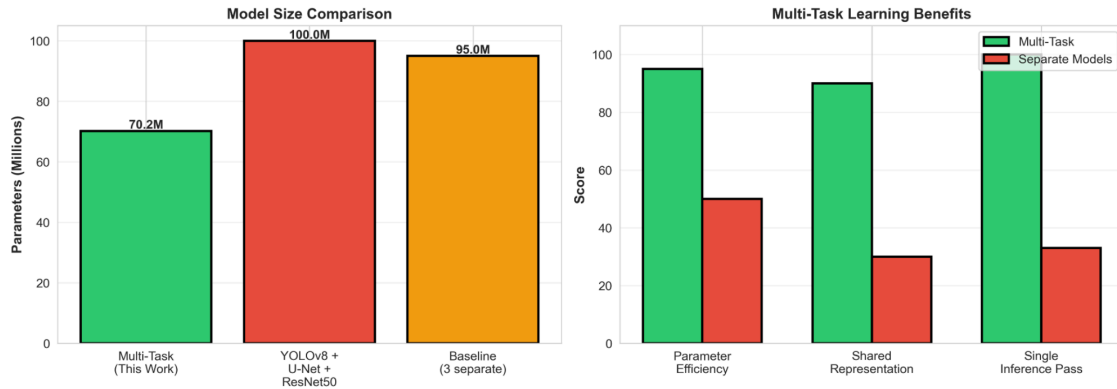 Model Size Comparison
Parameters (Millions)
100
80
60
40
20
0
70.2M
100.0M
95.0M
Multi-Task
(This Work)
YOLOv8 +
U-Net +
ResNet50
Baseline
(3 separate)
Multi-Task Learning Benefits
Multi-Task
Separate Models
Score
100
80
60
40
20
0
Parameter
Efficiency
Shared
Representation
Single
Inference Pass